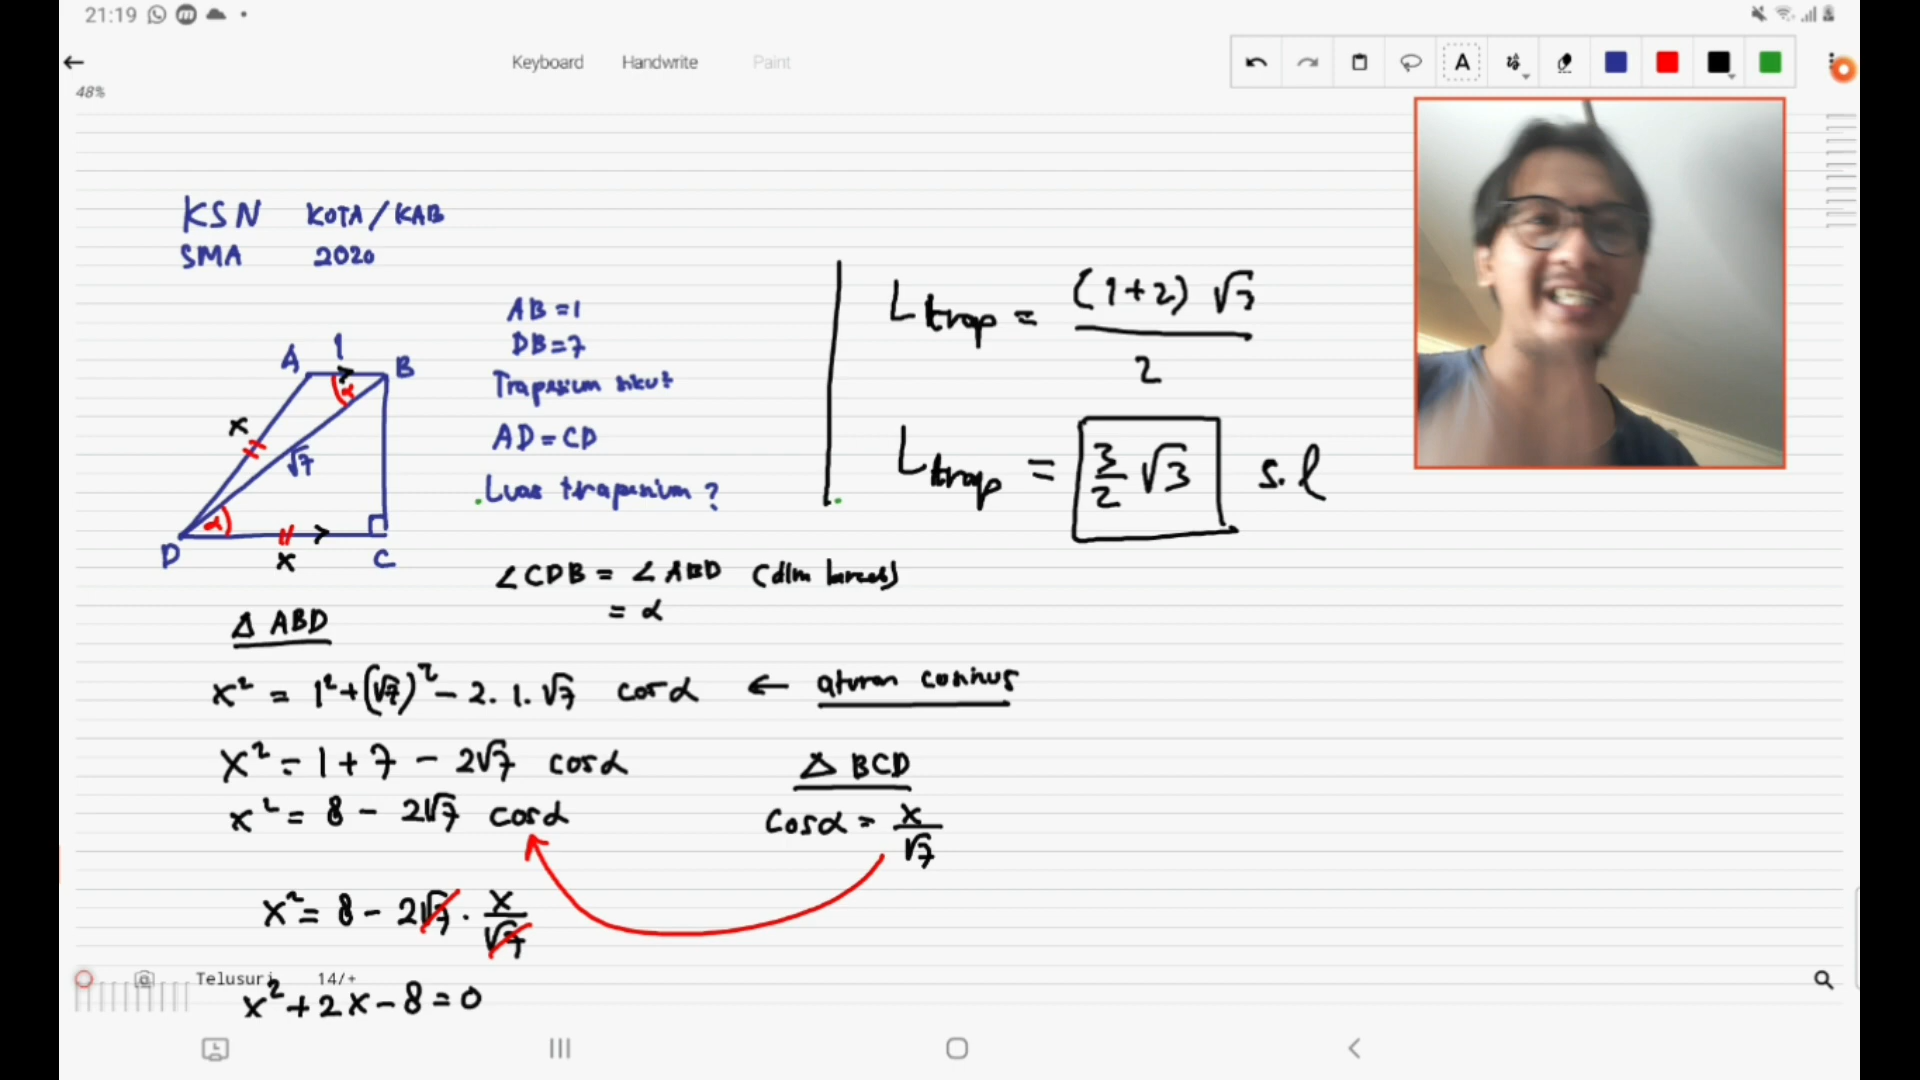 21:19
Keyboard Handwrite Paint
A
48%
KSN KOTA/KAB
SMA 2020
A 1 B
x α
√7
α
D x C
AB = 1
DB = 7
Trapesium siku²
AD = CD
Luas trapesium ?
L trap = (1+2) √3 / 2
L trap = 3/2 √3 s.l
∠CDB = ∠ABD
= α
Δ ABD
x² = 1² + (√7)² - 2. 1. √7 cos α ← aturan cosinus
x² = 1 + 7 - 2√7 cos α
x² = 8 - 2√7 cos α
Δ BCD
Cos α = x/√7
x² = 8 - 2√7 . x/√7
Telusuri 14/+
x² + 2x - 8 = 0